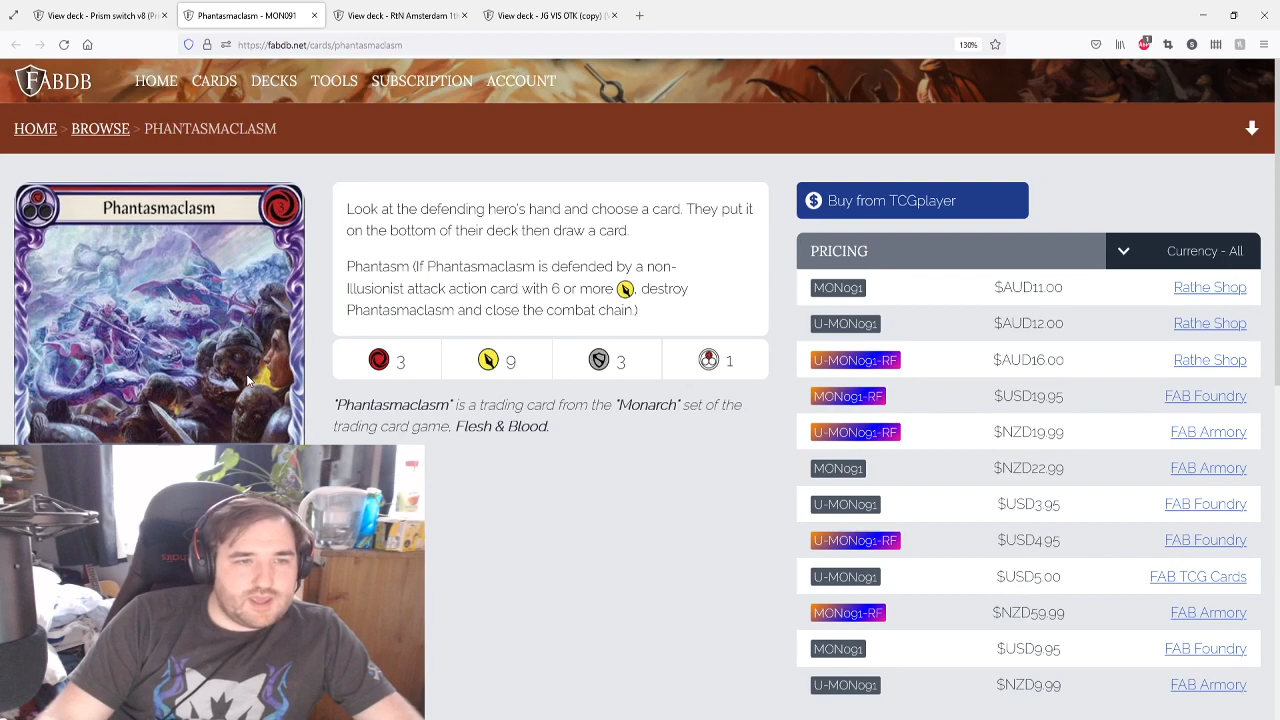 View deck - Prism switch v8 (Pri
Phantasmaclasm - MON091
View deck - RtN Amsterdam 1th
View deck - JG VIS OTK (copy) [V
https://fabdb.net/cards/phantasmaclasm
130%
FABDB
HOME
CARDS
DECKS
TOOLS
SUBSCRIPTION
ACCOUNT
HOME > BROWSE > PHANTASMACLASM
Phantasmaclasm
3
Look at the defending hero's hand and choose a card. They put it
on the bottom of their deck then draw a card.
Phantasm (If Phantasmaclasm is defended by a non-
Illusionist attack action card with 6 or more , destroy
Phantasmaclasm and close the combat chain.)
3 9 3 1
"Phantasmaclasm" is a trading card from the "Monarch" set of the
trading card game, Flesh & Blood.
$ Buy from TCGplayer
PRICING Currency - All
MON091 $AUD11.00 Rathe Shop
U-MON091 $AUD12.00 Rathe Shop
U-MON091-RF $AUD16.00 Rathe Shop
MON091-RF $USD19.95 FAB Foundry
U-MON091-RF $NZD19.99 FAB Armory
MON091 $NZD22.99 FAB Armory
U-MON091 $USD3.95 FAB Foundry
U-MON091-RF $USD4.95 FAB Foundry
U-MON091 $USD5.00 FAB TCG Cards
MON091-RF $NZD59.99 FAB Armory
MON091 $USD9.95 FAB Foundry
U-MON091 $NZD9.99 FAB Armory